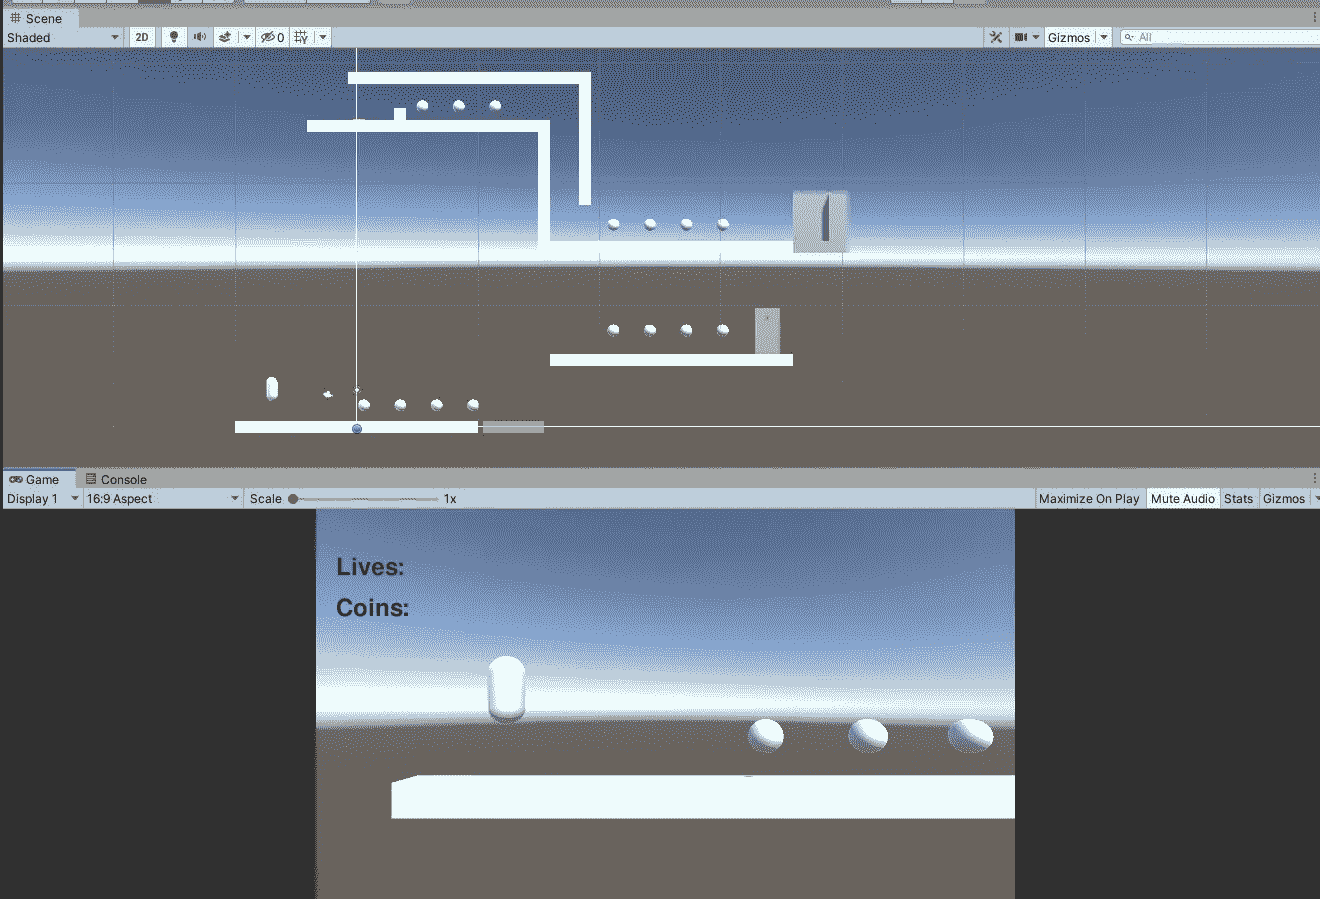 Scene
Shaded 2D 0 Gizmos All
Game Console
Display 1 16:9 Aspect Scale 1x Maximize On Play Mute Audio Stats Gizmos
Lives:
Coins: